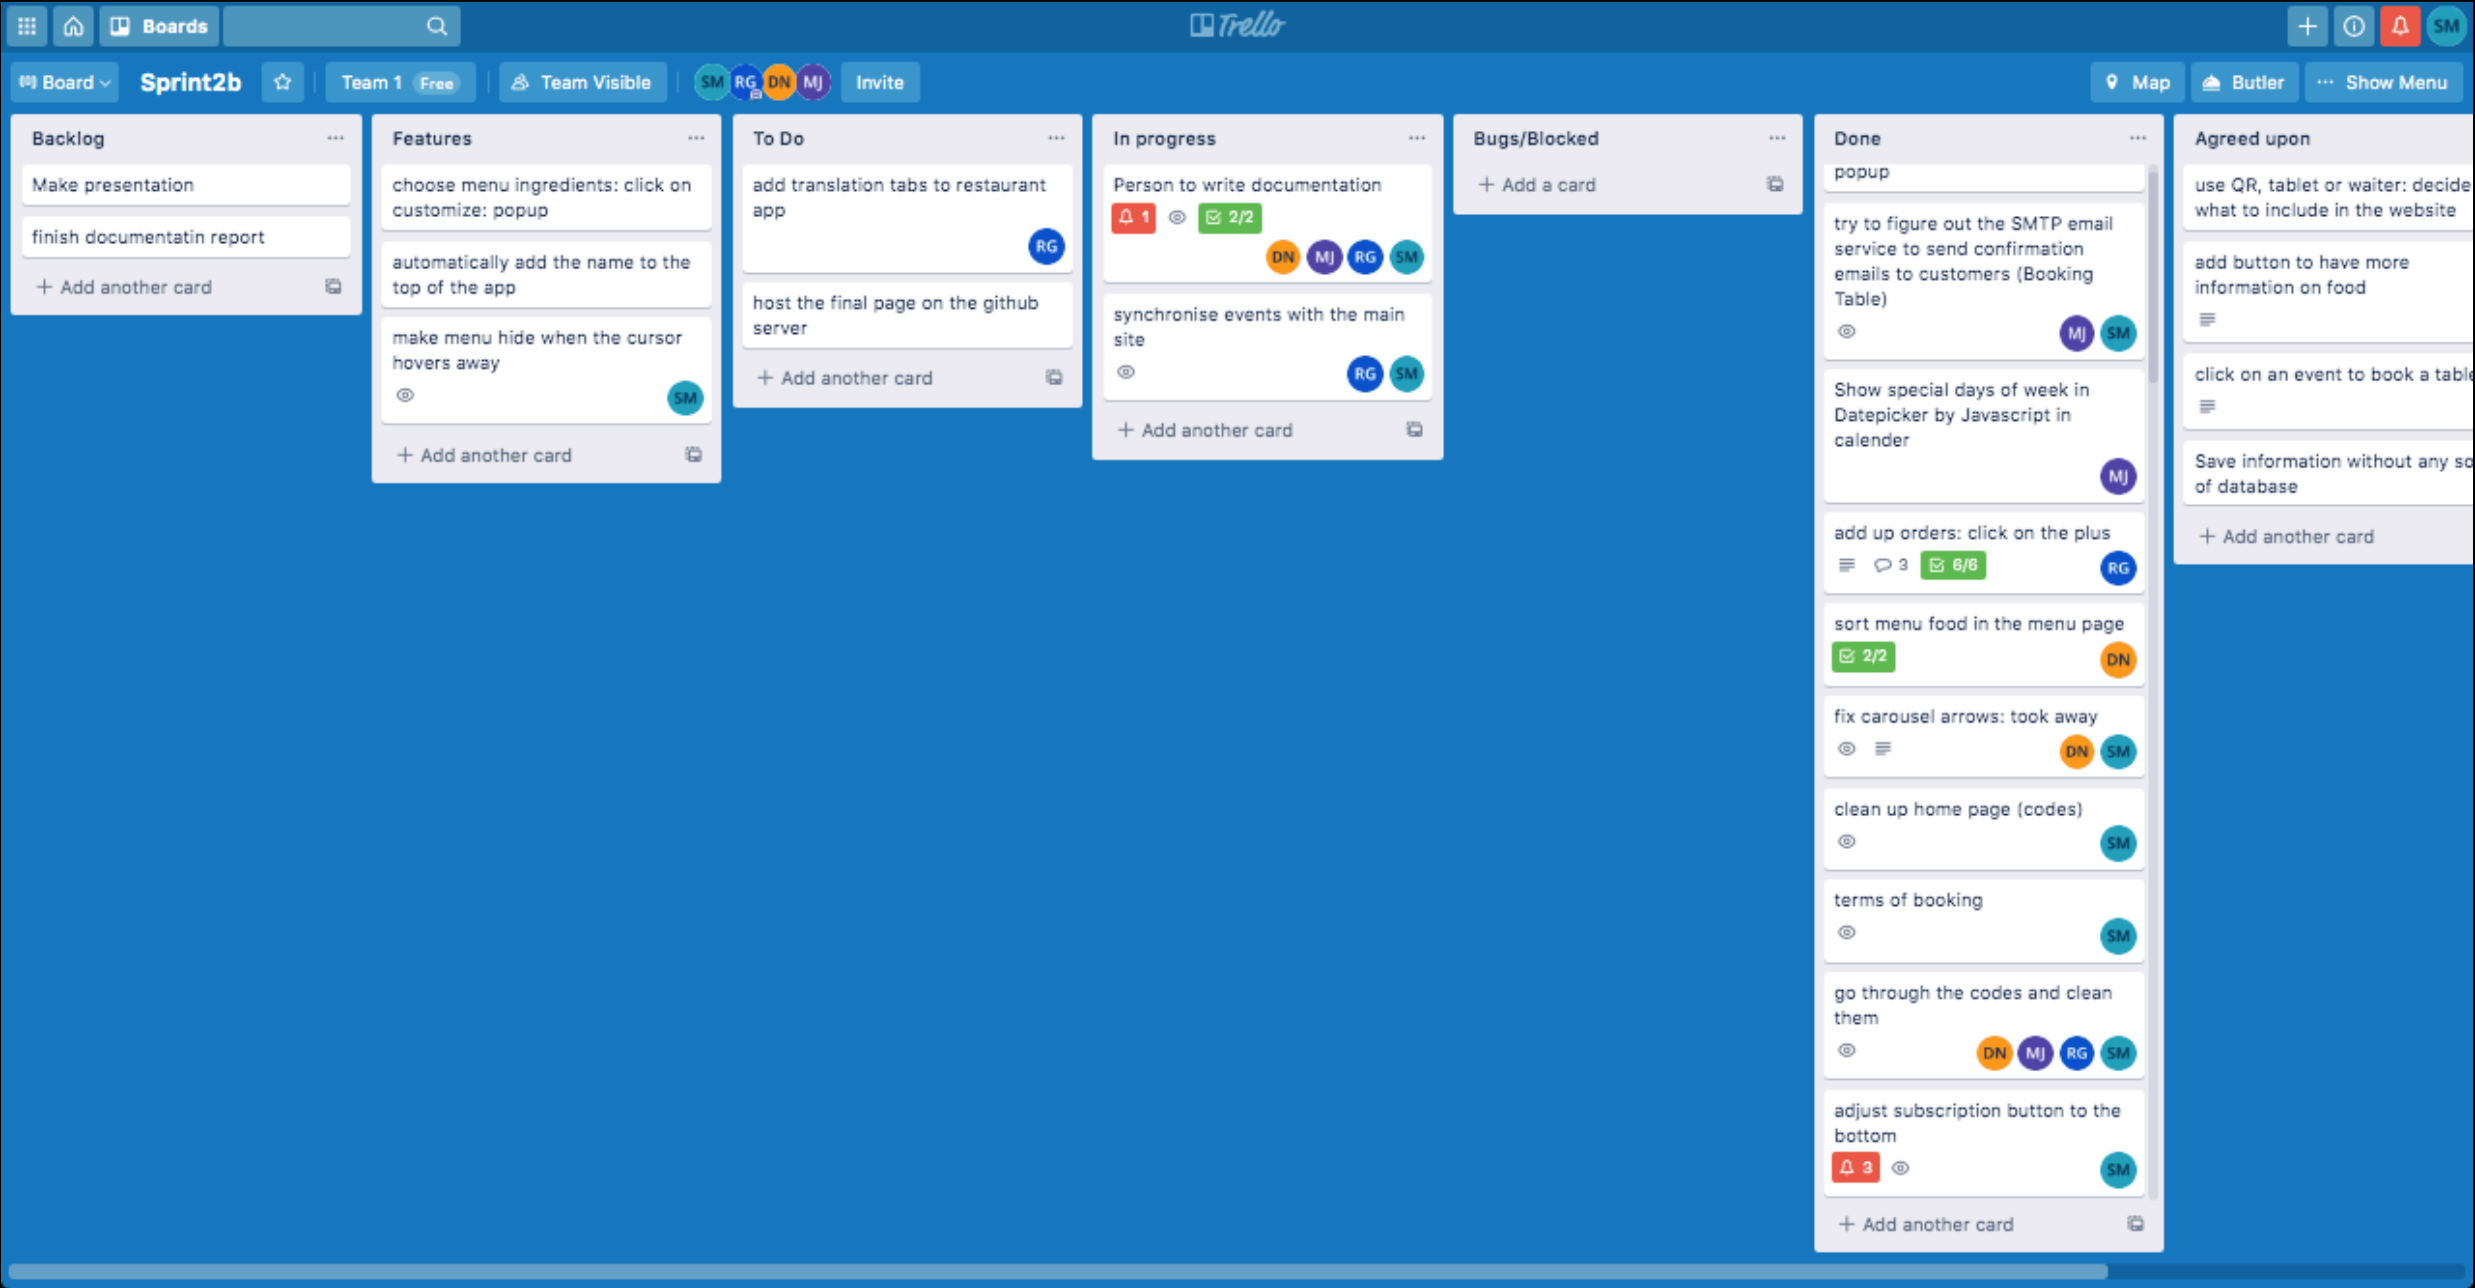 Boards
Trello
SM
Board
Sprint2b
Team 1 Free
Team Visible
SM RG DN MJ
Invite
Map
Butler
Show Menu
Backlog
Make presentation
finish documentatin report
+ Add another card
Features
choose menu ingredients: click on
customize: popup
automatically add the name to the
top of the app
make menu hide when the cursor
hovers away
SM
+ Add another card
To Do
add translation tabs to restaurant
app
RG
host the final page on the github
server
+ Add another card
In progress
Person to write documentation
1 2/2
DN MJ RG SM
synchronise events with the main
site
RG SM
+ Add another card
Bugs/Blocked
+ Add a card
Done
popup
try to figure out the SMTP email
service to send confirmation
emails to customers (Booking
Table)
MJ SM
Show special days of week in
Datepicker by Javascript in
calender
MJ
add up orders: click on the plus
3 6/6 RG
sort menu food in the menu page
2/2 DN
fix carousel arrows: took away
DN SM
clean up home page (codes)
SM
terms of booking
SM
go through the codes and clean
them
DN MJ RG SM
adjust subscription button to the
bottom
3 SM
+ Add another card
Agreed upon
use QR, tablet or waiter: decide
what to include in the website
add button to have more
information on food
click on an event to book a table
Save information without any so
of database
+ Add another card